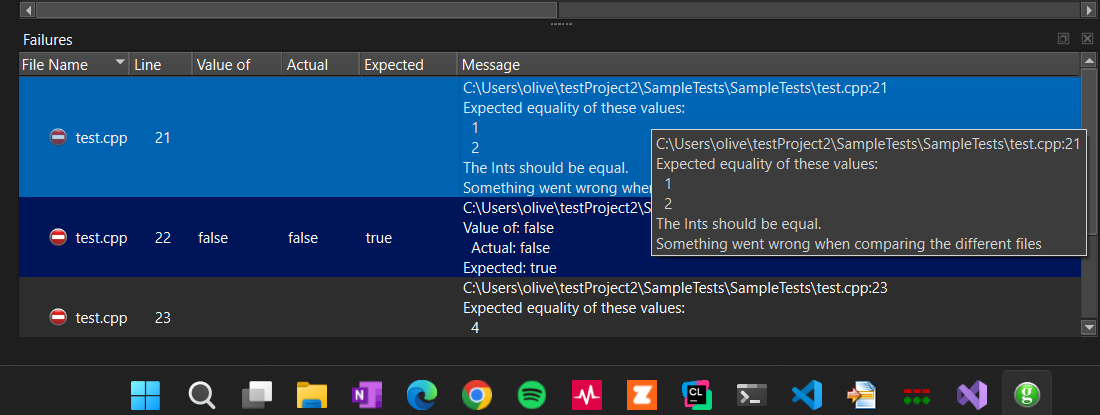 Failures
File Name Line Value of Actual Expected Message
C:\Users\olive\testProject2\SampleTests\SampleTests\test.cpp:21
Expected equality of these values:
1
test.cpp 21
2
The Ints should be equal.
Something went wrong when
C:\Users\olive\testProject2\SampleTests\SampleTests\test.cpp:21
Expected equality of these values:
1
2
The Ints should be equal.
Something went wrong when comparing the different files
C:\Users\olive\testProject2\S
Value of: false
test.cpp 22 false false true
Actual: false
Expected: true
C:\Users\olive\testProject2\SampleTests\SampleTests\test.cpp:23
Expected equality of these values:
test.cpp 23
4
N
CL
g